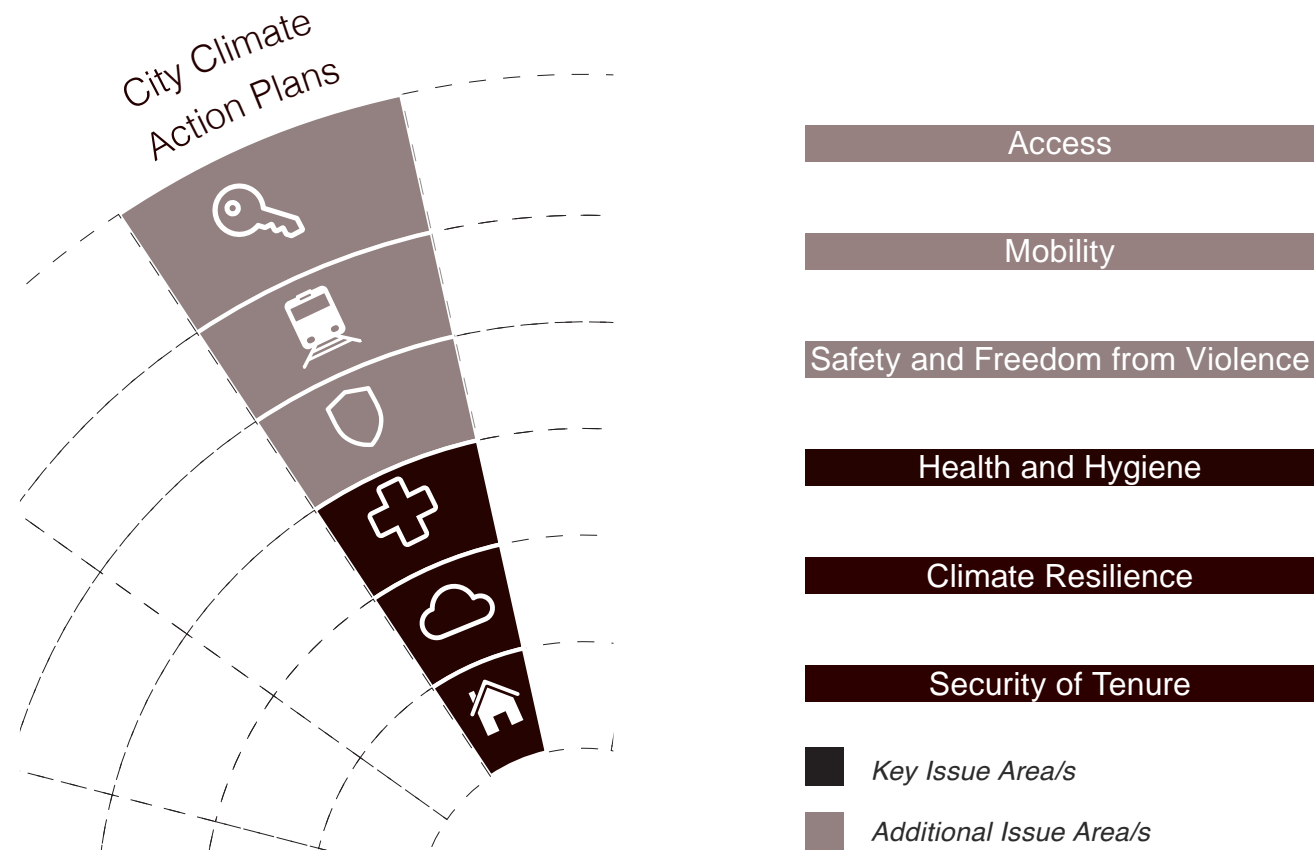 City Climate
Action Plans
Access
Mobility
Safety and Freedom from Violence
Health and Hygiene
Climate Resilience
Security of Tenure
Key Issue Area/s
Additional Issue Area/s